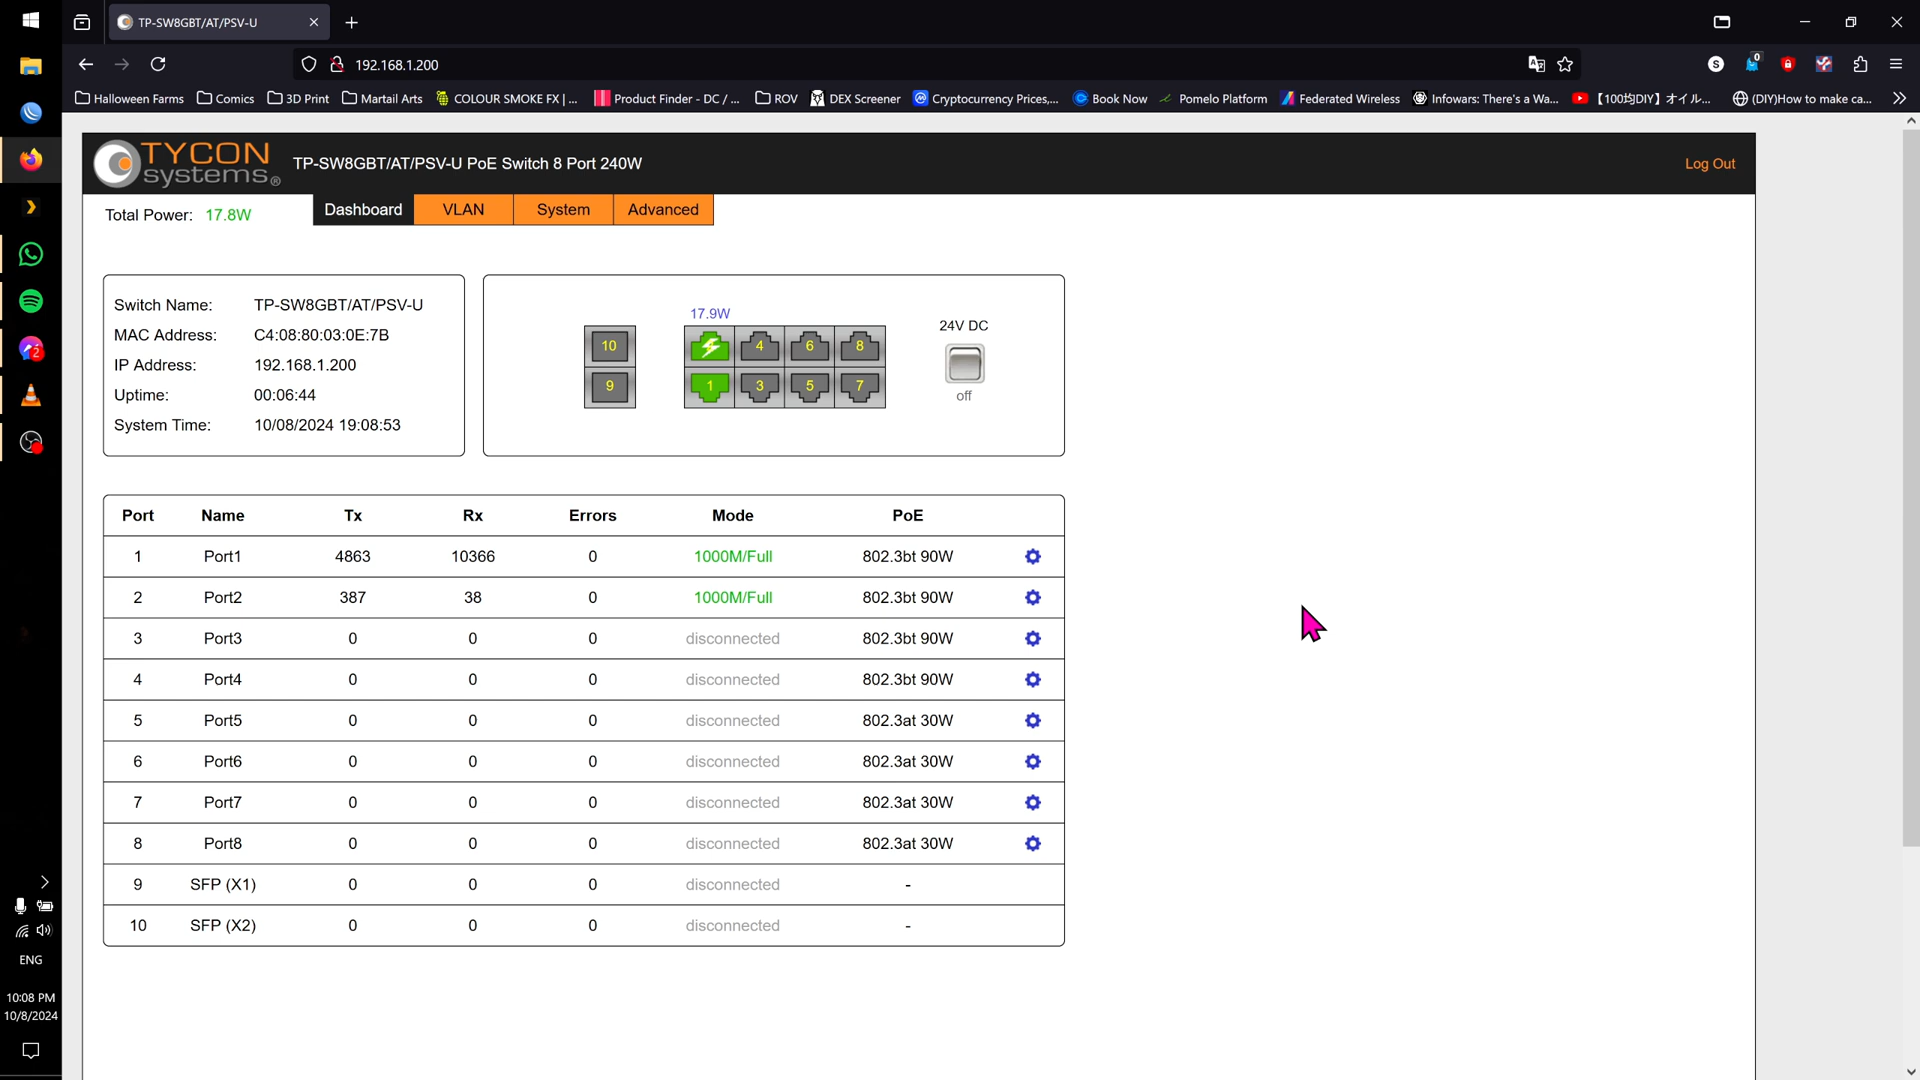 TP-SW8GBT/AT/PSV-U
192.168.1.200
0
S
Halloween Farms
Comics
3D Print
Martail Arts
COLOUR SMOKE FX | ...
Product Finder - DC / ...
ROV
DEX Screener
Cryptocurrency Prices,...
Book Now
Pomelo Platform
Federated Wireless
Infowars: There's a Wa...
【100均DIY】オイル...
(DIY)How to make ca...
TYCON
systems®
TP-SW8GBT/AT/PSV-U PoE Switch 8 Port 240W
Log Out
Total Power: 17.8W
Dashboard
VLAN
System
Advanced
Switch Name: TP-SW8GBT/AT/PSV-U
MAC Address: C4:08:80:03:0E:7B
IP Address: 192.168.1.200
Uptime: 00:06:44
System Time: 10/08/2024 19:08:53
17.9W
10 4 6 8
9 1 3 5 7
24V DC
off
Port Name Tx Rx Errors Mode PoE
1 Port1 4863 10366 0 1000M/Full 802.3bt 90W
2 Port2 387 38 0 1000M/Full 802.3bt 90W
3 Port3 0 0 0 disconnected 802.3bt 90W
4 Port4 0 0 0 disconnected 802.3bt 90W
5 Port5 0 0 0 disconnected 802.3at 30W
6 Port6 0 0 0 disconnected 802.3at 30W
7 Port7 0 0 0 disconnected 802.3at 30W
8 Port8 0 0 0 disconnected 802.3at 30W
9 SFP (X1) 0 0 0 disconnected -
10 SFP (X2) 0 0 0 disconnected -
2
ENG
10:08 PM
10/8/2024